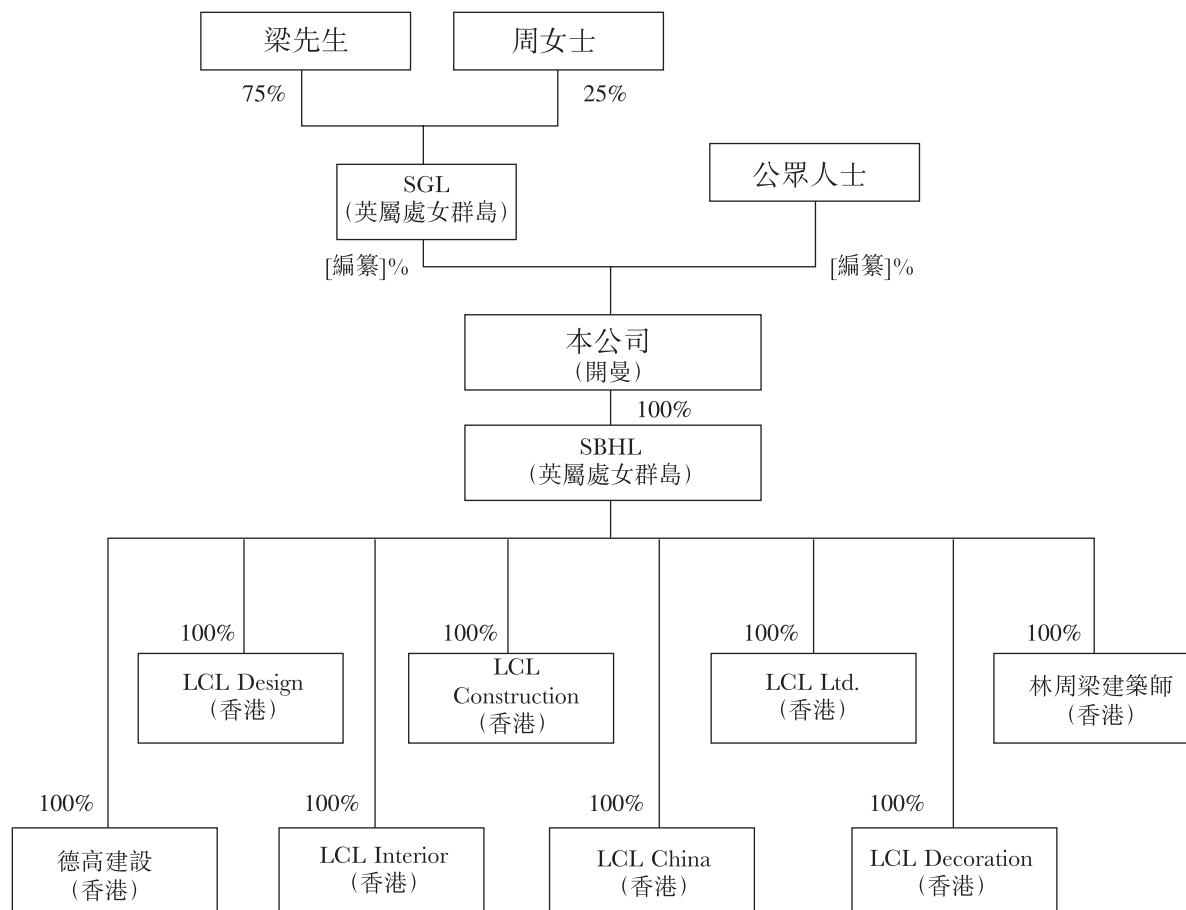 梁先生
周女士
75%
25%
公眾人士
SGL
（英屬處女群島）
[編纂]%
[編纂]%
本公司
（開曼）
100%
SBHL
（英屬處女群島）
100%
100%
100%
100%
LCL Design
（香港）
LCL
Construction
（香港）
LCL Ltd.
（香港）
林周梁建築師
（香港）
100%
100%
100%
100%
德高建設
（香港）
LCL Interior
（香港）
LCL China
（香港）
LCL Decoration
（香港）